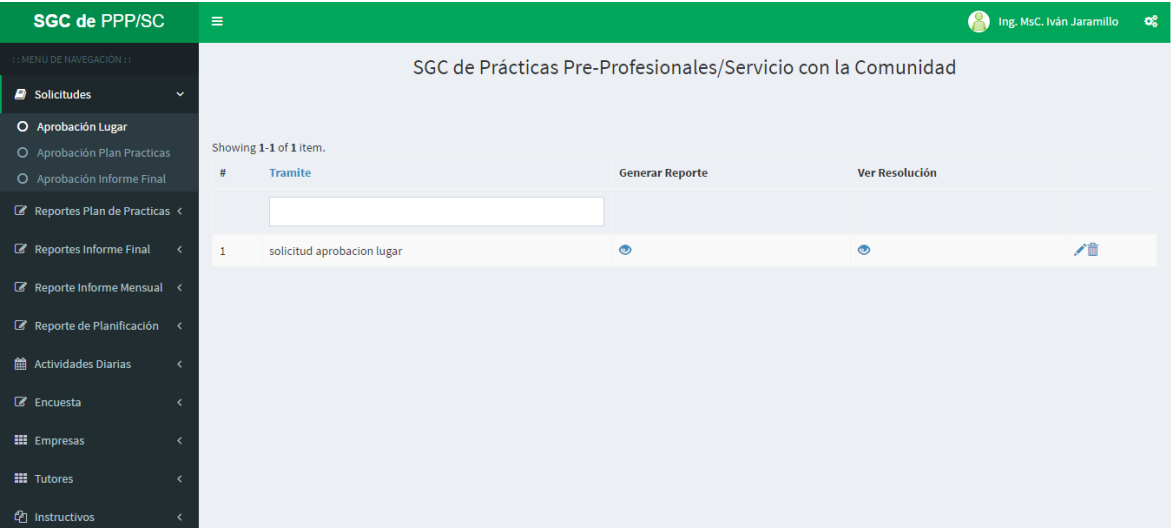 SGC de PPP/SC
Ing. MsC. Iván Jaramillo
:: MENÚ DE NAVEGACIÓN ::
Solicitudes
Aprobación Lugar
Aprobación Plan Practicas
Aprobación Informe Final
Reportes Plan de Practicas
Reportes Informe Final
Reporte Informe Mensual
Reporte de Planificación
Actividades Diarias
Encuesta
Empresas
Tutores
Instructivos
SGC de Prácticas Pre-Profesionales/Servicio con la Comunidad
Showing 1-1 of 1 item.
# Tramite Generar Reporte Ver Resolución
1 solicitud aprobacion lugar